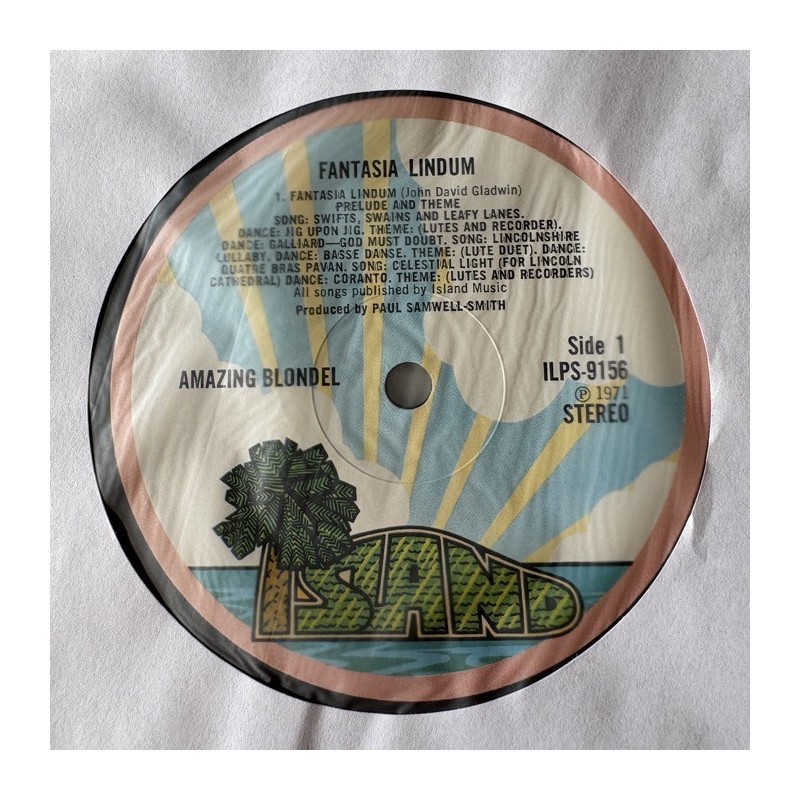 FANTASIA LINDUM
1. FANTASIA LINDUM (John David Gladwin)
PRELUDE AND THEME
SONG: SWIFTS, SWAINS AND LEAFY LANES.
DANCE: JIG UPON JIG. THEME: (LUTES AND RECORDER).
DANCE: GALLIARD—GOD MUST DOUBT. SONG: LINCOLNSHIRE
LULLABY. DANCE: BASSE DANSE. THEME: (LUTE DUET). DANCE:
QUATRE BRAS PAVAN. SONG: CELESTIAL LIGHT (FOR LINCOLN
CATHEDRAL) DANCE: CORANTO. THEME: (LUTES AND RECORDERS)
All songs published by Island Music
Produced by PAUL SAMWELL-SMITH
AMAZING BLONDEL
Side 1
ILPS-9156
Ⓟ 1971
STEREO
ISLAND